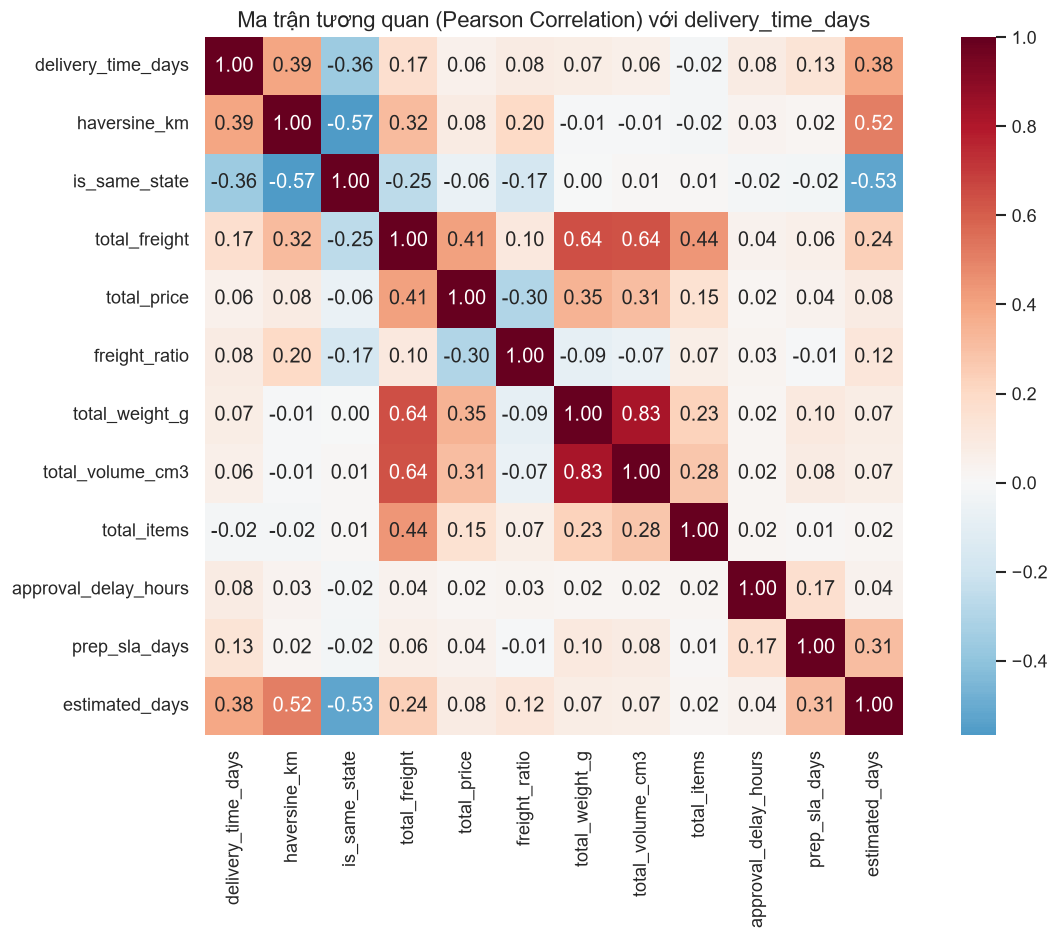 Ma trận tương quan (Pearson Correlation) với delivery_time_days
delivery_time_days 1.00 0.39 -0.36 0.17 0.06 0.08 0.07 0.06 -0.02 0.08 0.13 0.38
haversine_km 0.39 1.00 -0.57 0.32 0.08 0.20 -0.01 -0.01 -0.02 0.03 0.02 0.52
is_same_state -0.36 -0.57 1.00 -0.25 -0.06 -0.17 0.00 0.01 0.01 -0.02 -0.02 -0.53
total_freight 0.17 0.32 -0.25 1.00 0.41 0.10 0.64 0.64 0.44 0.04 0.06 0.24
total_price 0.06 0.08 -0.06 0.41 1.00 -0.30 0.35 0.31 0.15 0.02 0.04 0.08
freight_ratio 0.08 0.20 -0.17 0.10 -0.30 1.00 -0.09 -0.07 0.07 0.03 -0.01 0.12
total_weight_g 0.07 -0.01 0.00 0.64 0.35 -0.09 1.00 0.83 0.23 0.02 0.10 0.07
total_volume_cm3 0.06 -0.01 0.01 0.64 0.31 -0.07 0.83 1.00 0.28 0.02 0.08 0.07
total_items -0.02 -0.02 0.01 0.44 0.15 0.07 0.23 0.28 1.00 0.02 0.01 0.02
approval_delay_hours 0.08 0.03 -0.02 0.04 0.02 0.03 0.02 0.02 0.02 1.00 0.17 0.04
prep_sla_days 0.13 0.02 -0.02 0.06 0.04 -0.01 0.10 0.08 0.01 0.17 1.00 0.31
estimated_days 0.38 0.52 -0.53 0.24 0.08 0.12 0.07 0.07 0.02 0.04 0.31 1.00
delivery_time_days
haversine_km
is_same_state
total_freight
total_price
freight_ratio
total_weight_g
total_volume_cm3
total_items
approval_delay_hours
prep_sla_days
estimated_days
1.0
0.8
0.6
0.4
0.2
0.0
−0.2
−0.4